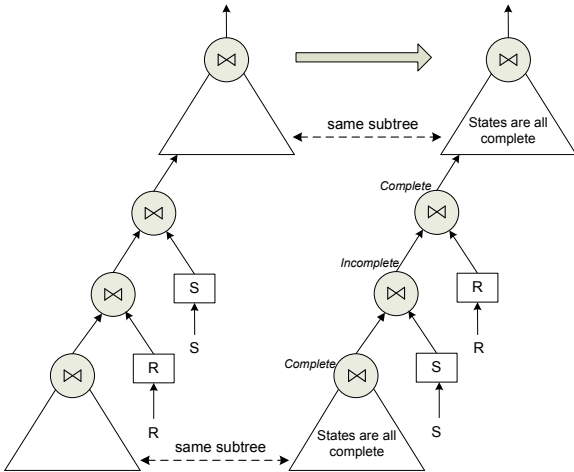 States are all
complete
same subtree
Complete
Incomplete
S
R
S
R
Complete
R
S
R
S
States are all
complete
same subtree